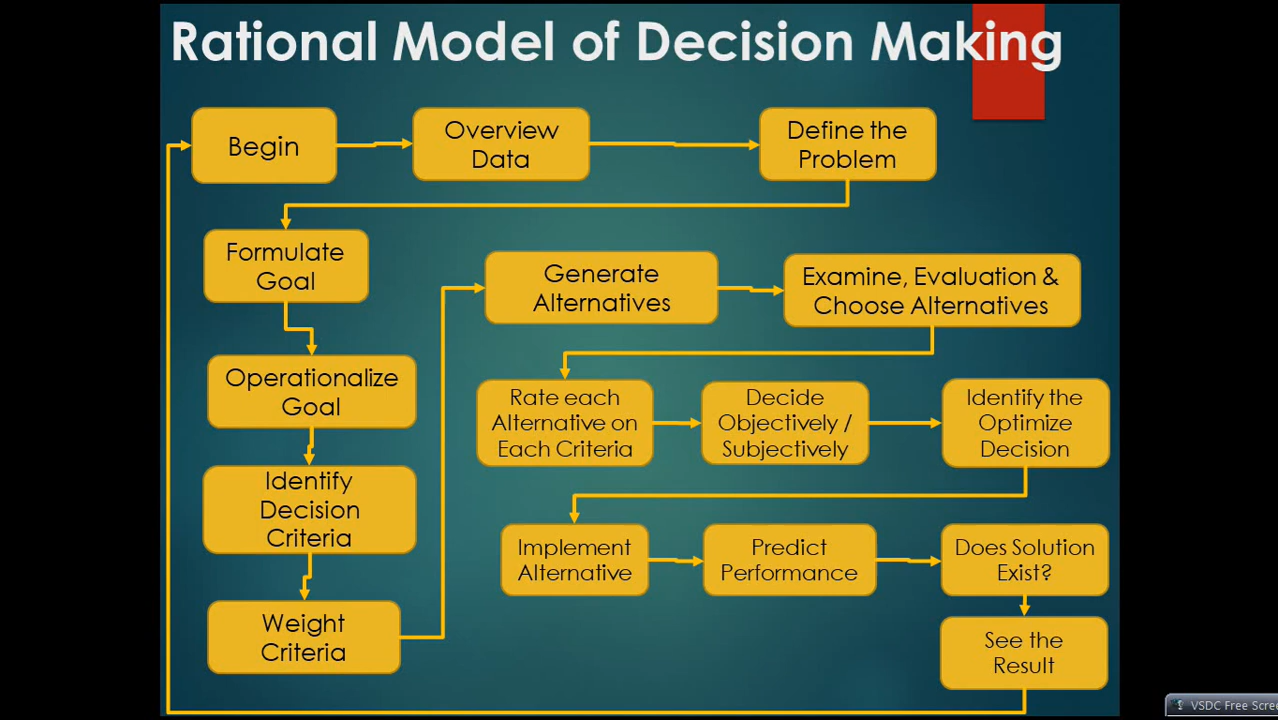 Rational Model of Decision Making
Begin
Overview
Data
Define the
Problem
Formulate
Goal
Operationalize
Goal
Identify
Decision
Criteria
Weight
Criteria
Generate
Alternatives
Examine, Evaluation &
Choose Alternatives
Rate each
Alternative on
Each Criteria
Decide
Objectively /
Subjectively
Identify the
Optimize
Decision
Implement
Alternative
Predict
Performance
Does Solution
Exist?
See the
Result
VSDC Free